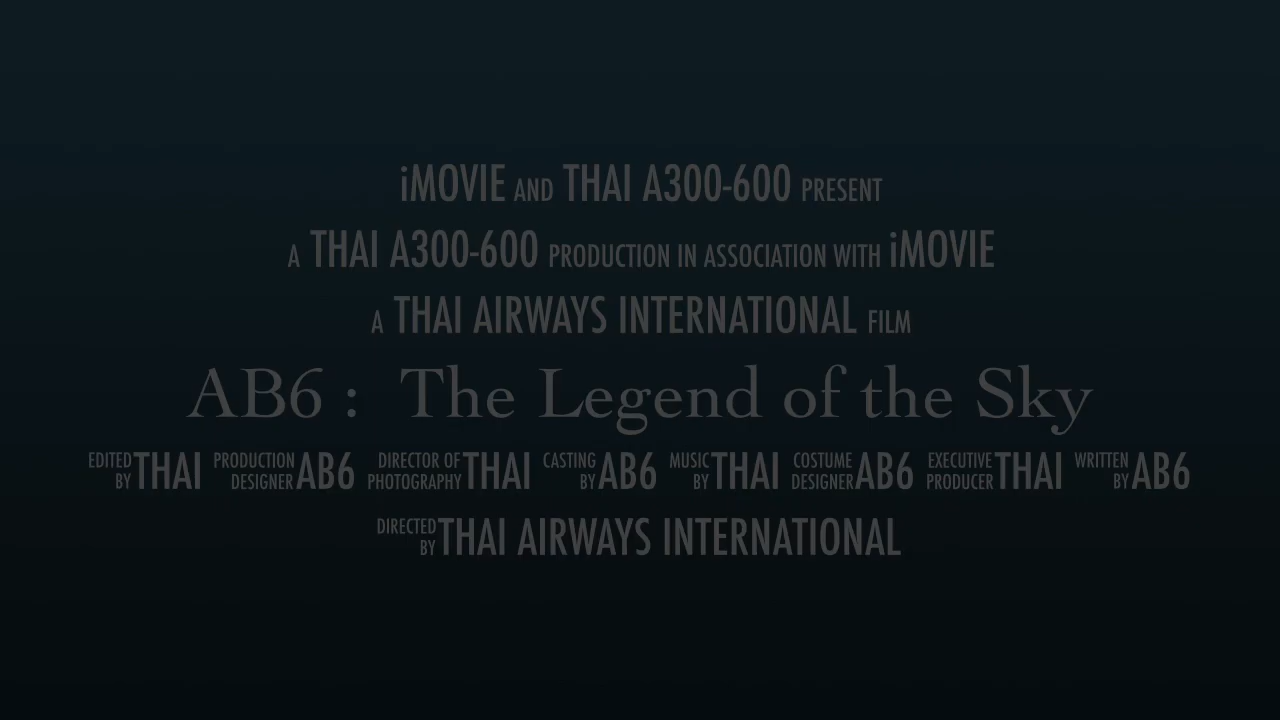 iMOVIE AND THAI A300-600 PRESENT
A THAI A300-600 PRODUCTION IN ASSOCIATION WITH iMOVIE
A THAI AIRWAYS INTERNATIONAL FILM
AB6 : The Legend of the Sky
EDITED BY THAI PRODUCTION DESIGNER AB6 DIRECTOR OF PHOTOGRAPHY THAI CASTING BY AB6 MUSIC BY THAI COSTUME DESIGNER AB6 EXECUTIVE PRODUCER THAI WRITTEN BY AB6
DIRECTED BY THAI AIRWAYS INTERNATIONAL